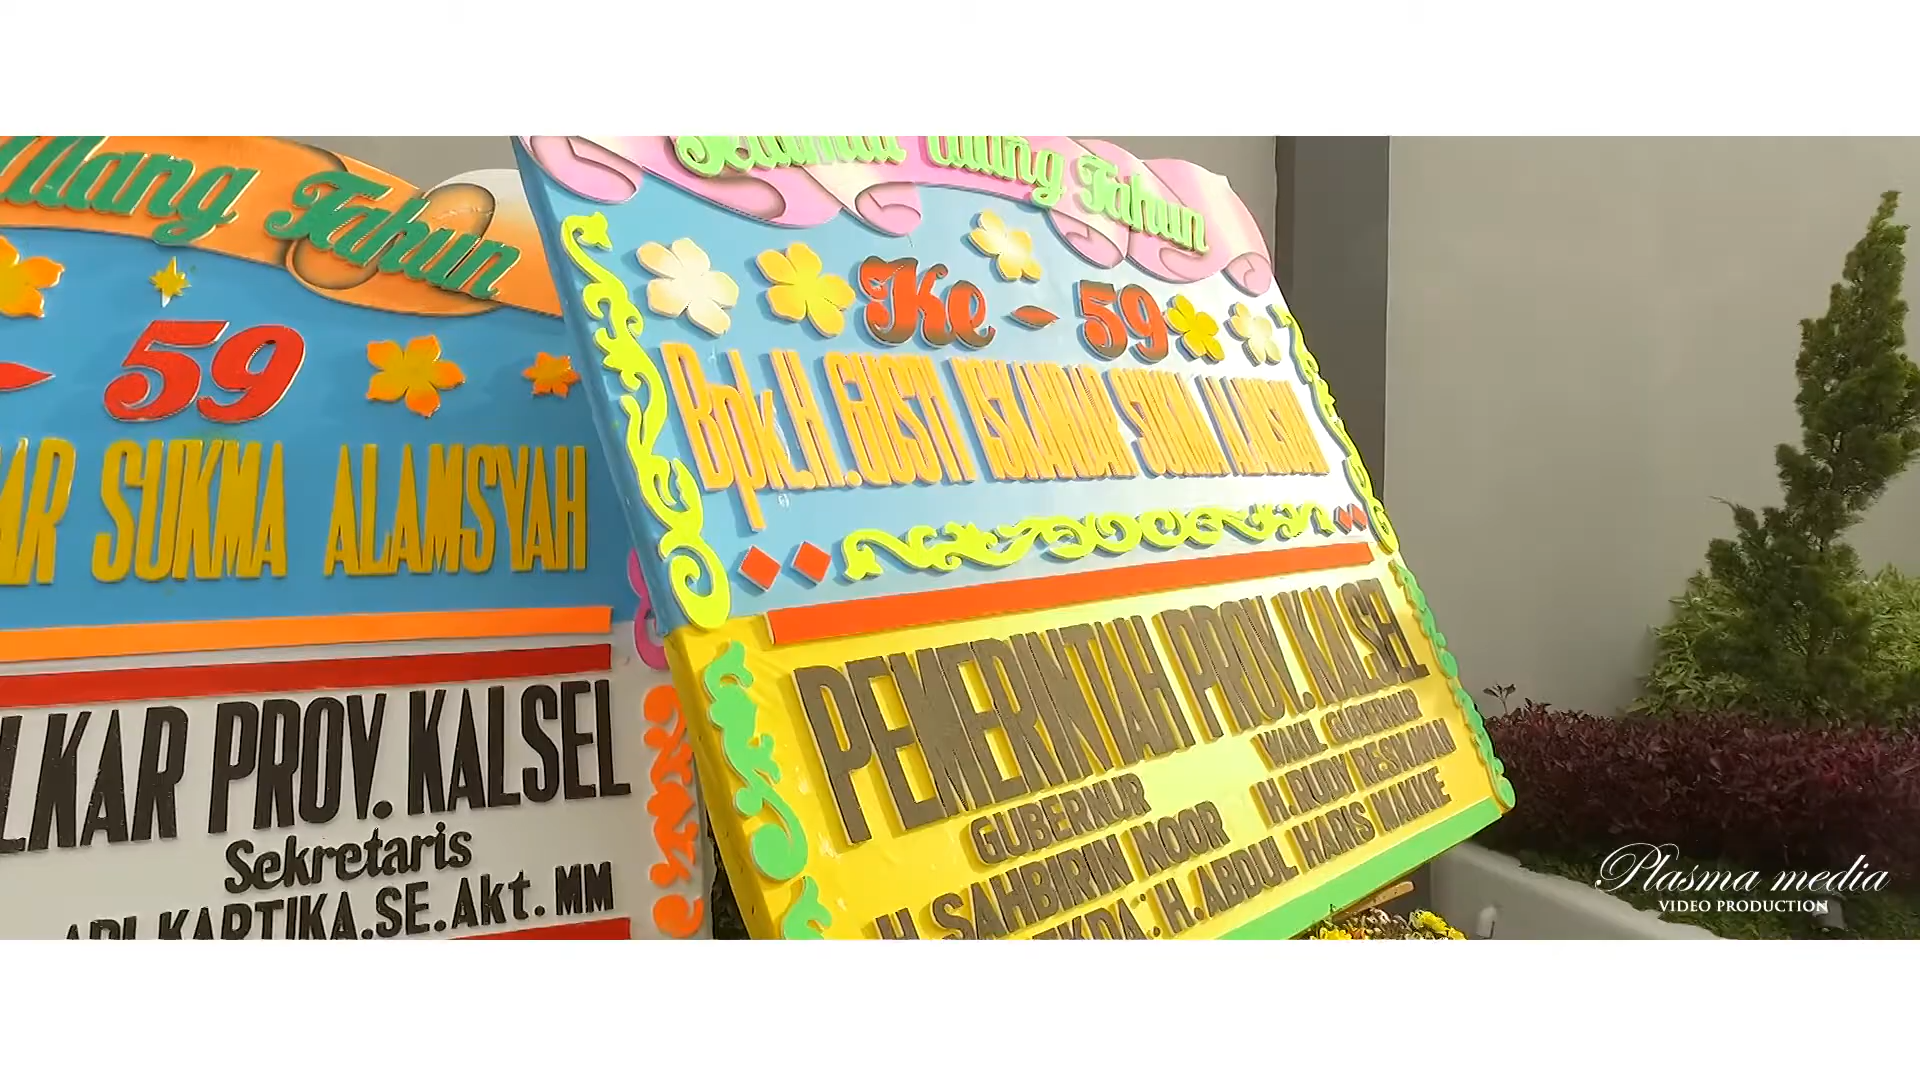 Ulang Tahun
- 59
AR SUKMA ALAMSYAH
LKAR PROV. KALSEL
Sekretaris
ARI KARTIKA.SE.Akt.MM
Selamat Ulang Tahun
Ke - 59
Bpk.H.GUSTI ISKANDAR SUKMA ALAMSYAH
PEMERINTAH PROV. KALSEL
GUBERNUR
H.SAHBIRIN NOOR
WAKIL GUBERNUR
H.RUDY RESNAWAN
SEKDA : H.ABDUL HARIS MAKKIE
Plasma media
VIDEO PRODUCTION